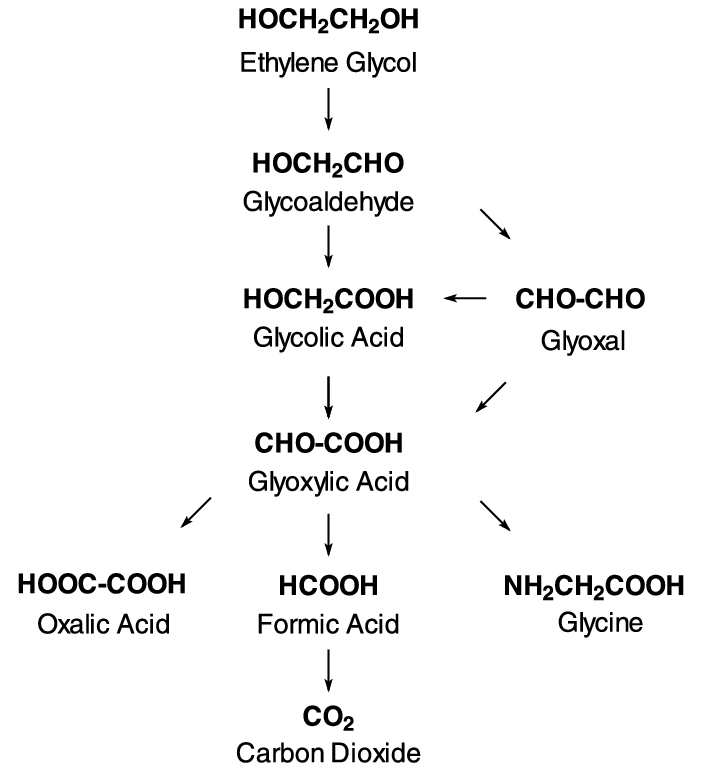 HOCH₂CH₂OH
Ethylene Glycol
HOCH₂CHO
Glycoaldehyde
HOCH₂COOH
Glycolic Acid
CHO-CHO
Glyoxal
CHO-COOH
Glyoxylic Acid
HOOC-COOH
Oxalic Acid
HCOOH
Formic Acid
NH₂CH₂COOH
Glycine
CO₂
Carbon Dioxide